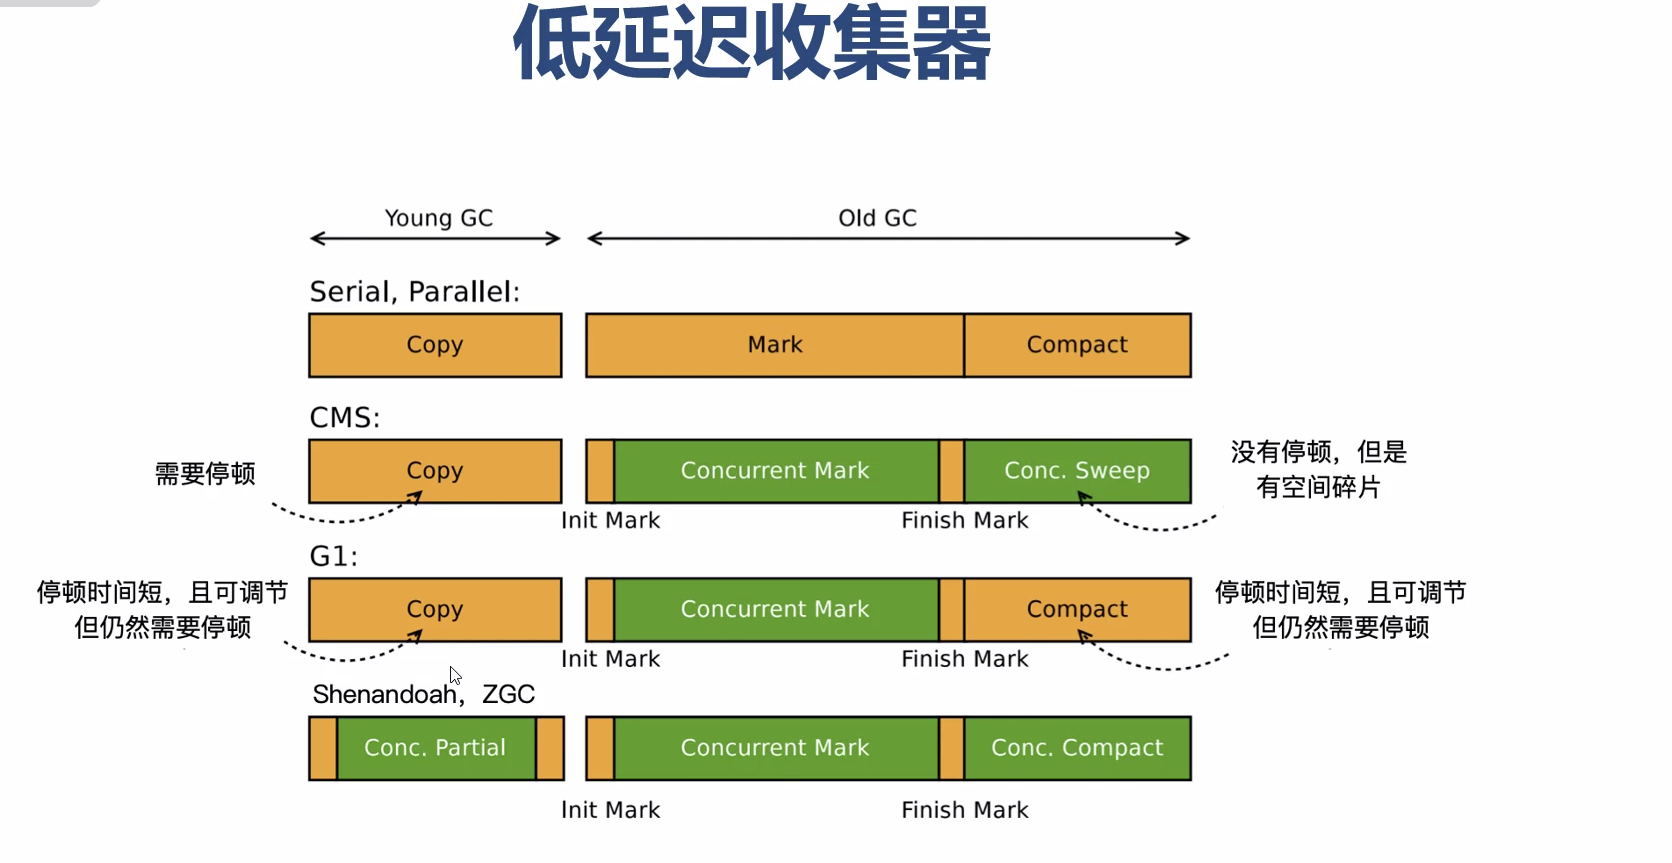 低延迟收集器
Young GC
Old GC
Serial, Parallel:
Copy
Mark
Compact
CMS:
需要停顿
Copy
Concurrent Mark
Conc. Sweep
没有停顿，但是
有空间碎片
Init Mark
Finish Mark
G1:
停顿时间短，且可调节
但仍然需要停顿
Copy
Concurrent Mark
Compact
停顿时间短，且可调节
但仍然需要停顿
Init Mark
Finish Mark
Shenandoah，ZGC
Conc. Partial
Concurrent Mark
Conc. Compact
Init Mark
Finish Mark